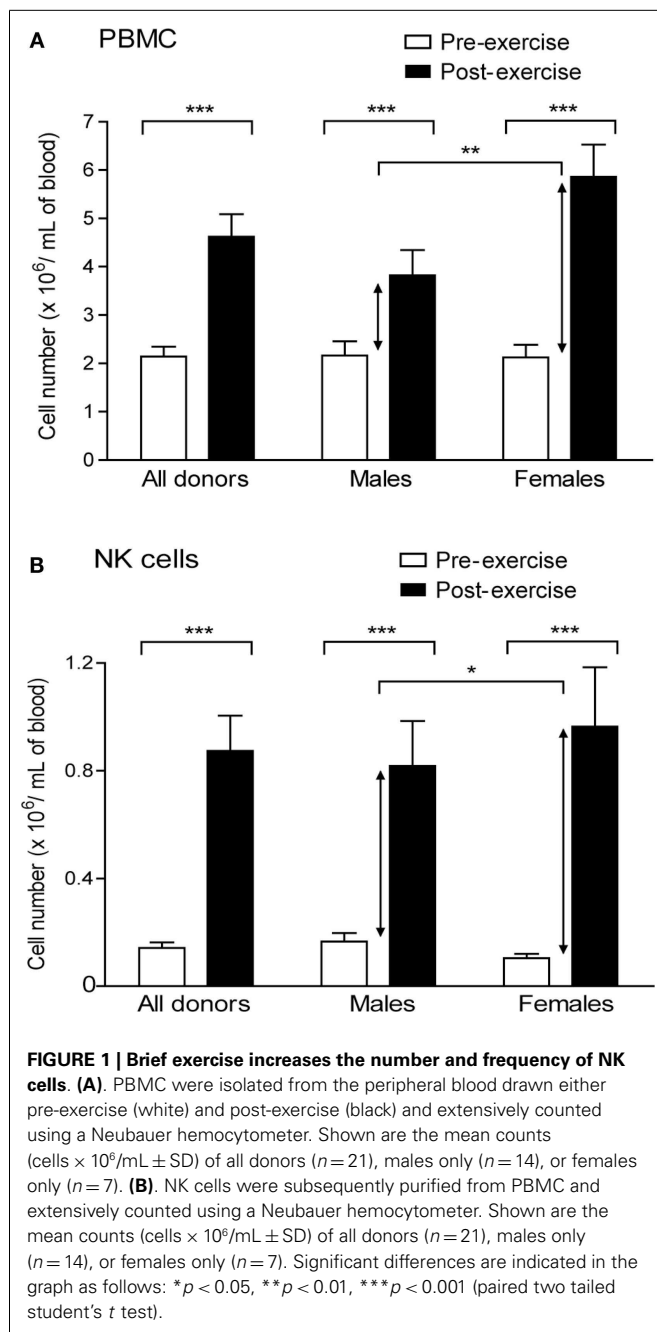 A PBMC
Pre-exercise
Post-exercise
*** *** ***
**
7
6
5
4
3
2
1
0
Cell number (x 10⁶/ mL of blood)
All donors Males Females
B NK cells
Pre-exercise
Post-exercise
*** *** ***
*
1.2
0.8
0.4
0
Cell number (x 10⁶/ mL of blood)
All donors Males Females
FIGURE 1 | Brief exercise increases the number and frequency of NK
cells. (A). PBMC were isolated from the peripheral blood drawn either
pre-exercise (white) and post-exercise (black) and extensively counted
using a Neubauer hemocytometer. Shown are the mean counts
(cells × 10⁶/mL ± SD) of all donors (n = 21), males only (n = 14), or females
only (n = 7). (B). NK cells were subsequently purified from PBMC and
extensively counted using a Neubauer hemocytometer. Shown are the
mean counts (cells × 10⁶/mL ± SD) of all donors (n = 21), males only
(n = 14), or females only (n = 7). Significant differences are indicated in the
graph as follows: *p < 0.05, **p < 0.01, ***p < 0.001 (paired two tailed
student's t test).